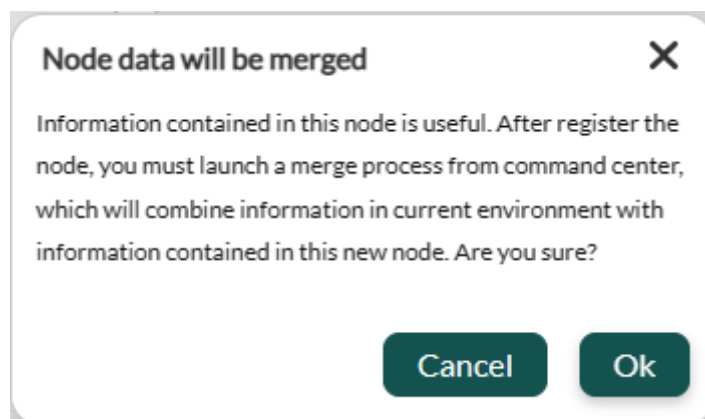 Node data will be merged
Information contained in this node is useful. After register the
node, you must launch a merge process from command center,
which will combine information in current environment with
information contained in this new node. Are you sure?
Cancel
Ok